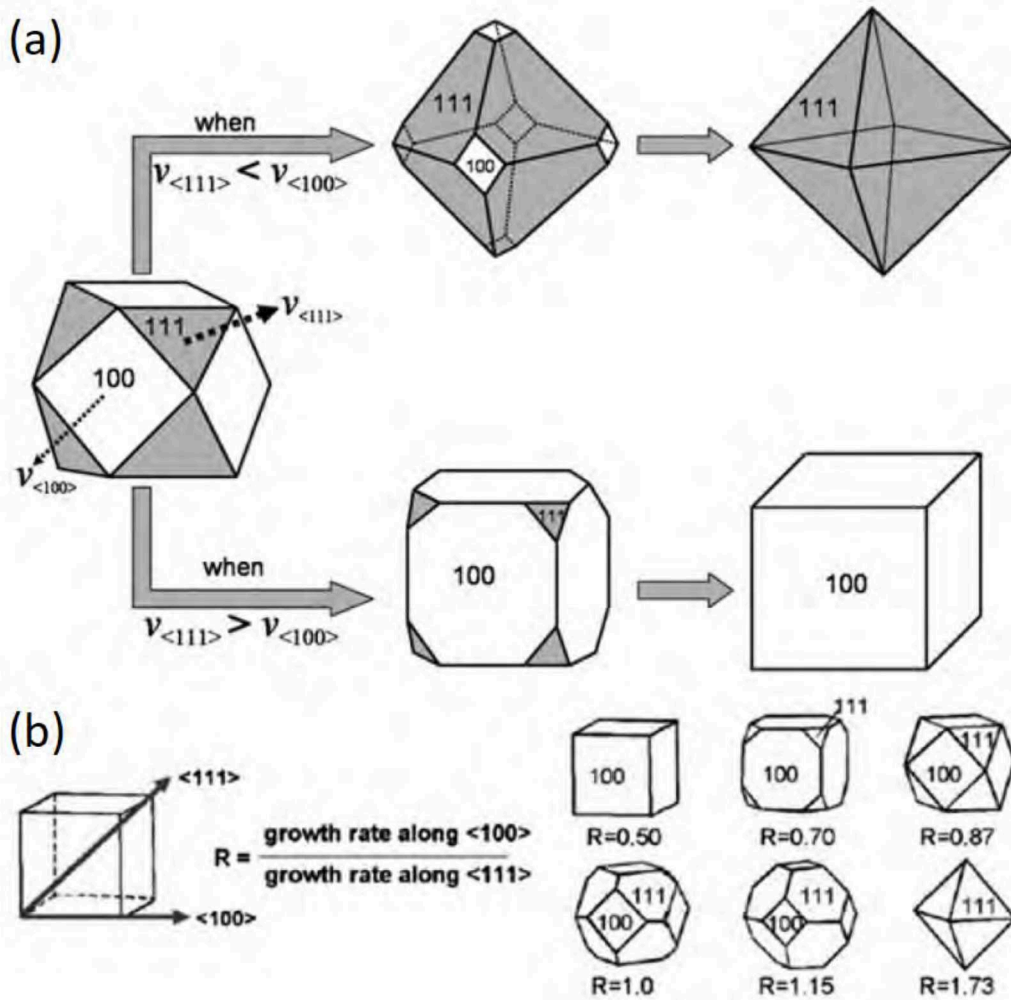 (a)
when
v<111> < v<100>
111
100
111
111
v<111>
100
v<100>
when
v<111> > v<100>
111
100
100
(b)
<111>
<100>
R = growth rate along <100>
growth rate along <111>
100
R=0.50
111
100
R=0.70
111
100
R=0.87
111
100
R=1.0
111
100
R=1.15
111
R=1.73